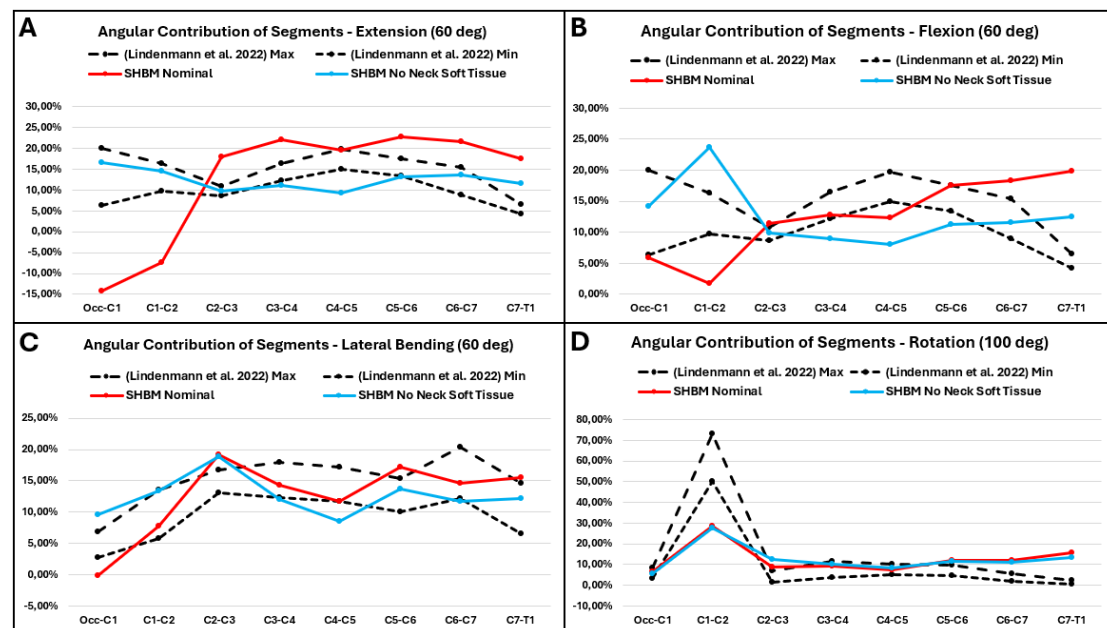 A
Angular Contribution of Segments - Extension (60 deg)
(Lindenmann et al. 2022) Max (Lindenmann et al. 2022) Min
SHBM Nominal SHBM No Neck Soft Tissue
30,00%
25,00%
20,00%
15,00%
10,00%
5,00%
0,00%
-5,00%
-10,00%
-15,00%
Occ-C1 C1-C2 C2-C3 C3-C4 C4-C5 C5-C6 C6-C7 C7-T1
B
Angular Contribution of Segments - Flexion (60 deg)
(Lindenmann et al. 2022) Max (Lindenmann et al. 2022) Min
SHBM Nominal SHBM No Neck Soft Tissue
30,00%
25,00%
20,00%
15,00%
10,00%
5,00%
0,00%
Occ-C1 C1-C2 C2-C3 C3-C4 C4-C5 C5-C6 C6-C7 C7-T1
C
Angular Contribution of Segments - Lateral Bending (60 deg)
(Lindenmann et al. 2022) Max (Lindenmann et al. 2022) Min
SHBM Nominal SHBM No Neck Soft Tissue
25,00%
20,00%
15,00%
10,00%
5,00%
0,00%
-5,00%
Occ-C1 C1-C2 C2-C3 C3-C4 C4-C5 C5-C6 C6-C7 C7-T1
D
Angular Contribution of Segments - Rotation (100 deg)
(Lindenmann et al. 2022) Max (Lindenmann et al. 2022) Min
SHBM Nominal SHBM No Neck Soft Tissue
80,00%
70,00%
60,00%
50,00%
40,00%
30,00%
20,00%
10,00%
0,00%
-10,00%
Occ-C1 C1-C2 C2-C3 C3-C4 C4-C5 C5-C6 C6-C7 C7-T1